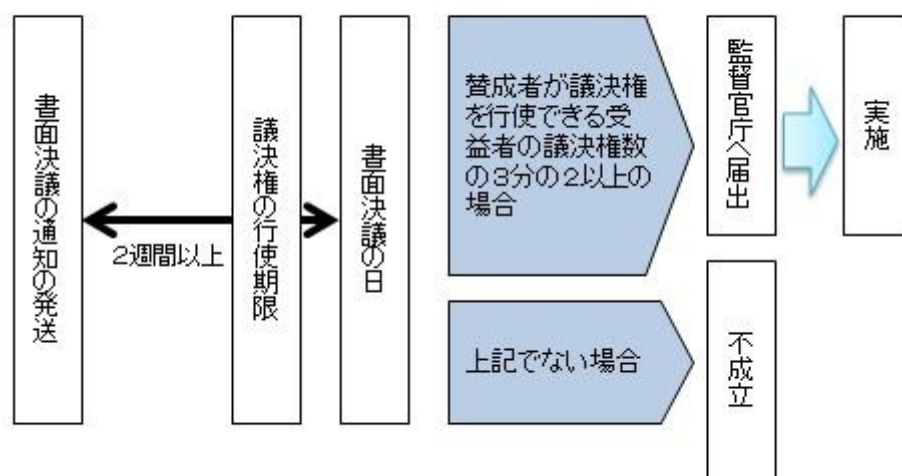 書面決議の通知の発送
2週間以上
議決権の行使期限
書面決議の日
賛成者が議決権
を行使できる受
益者の議決権数
の3分の2以上の
場合
監督官庁へ届出
実施
上記でない場合
不成立